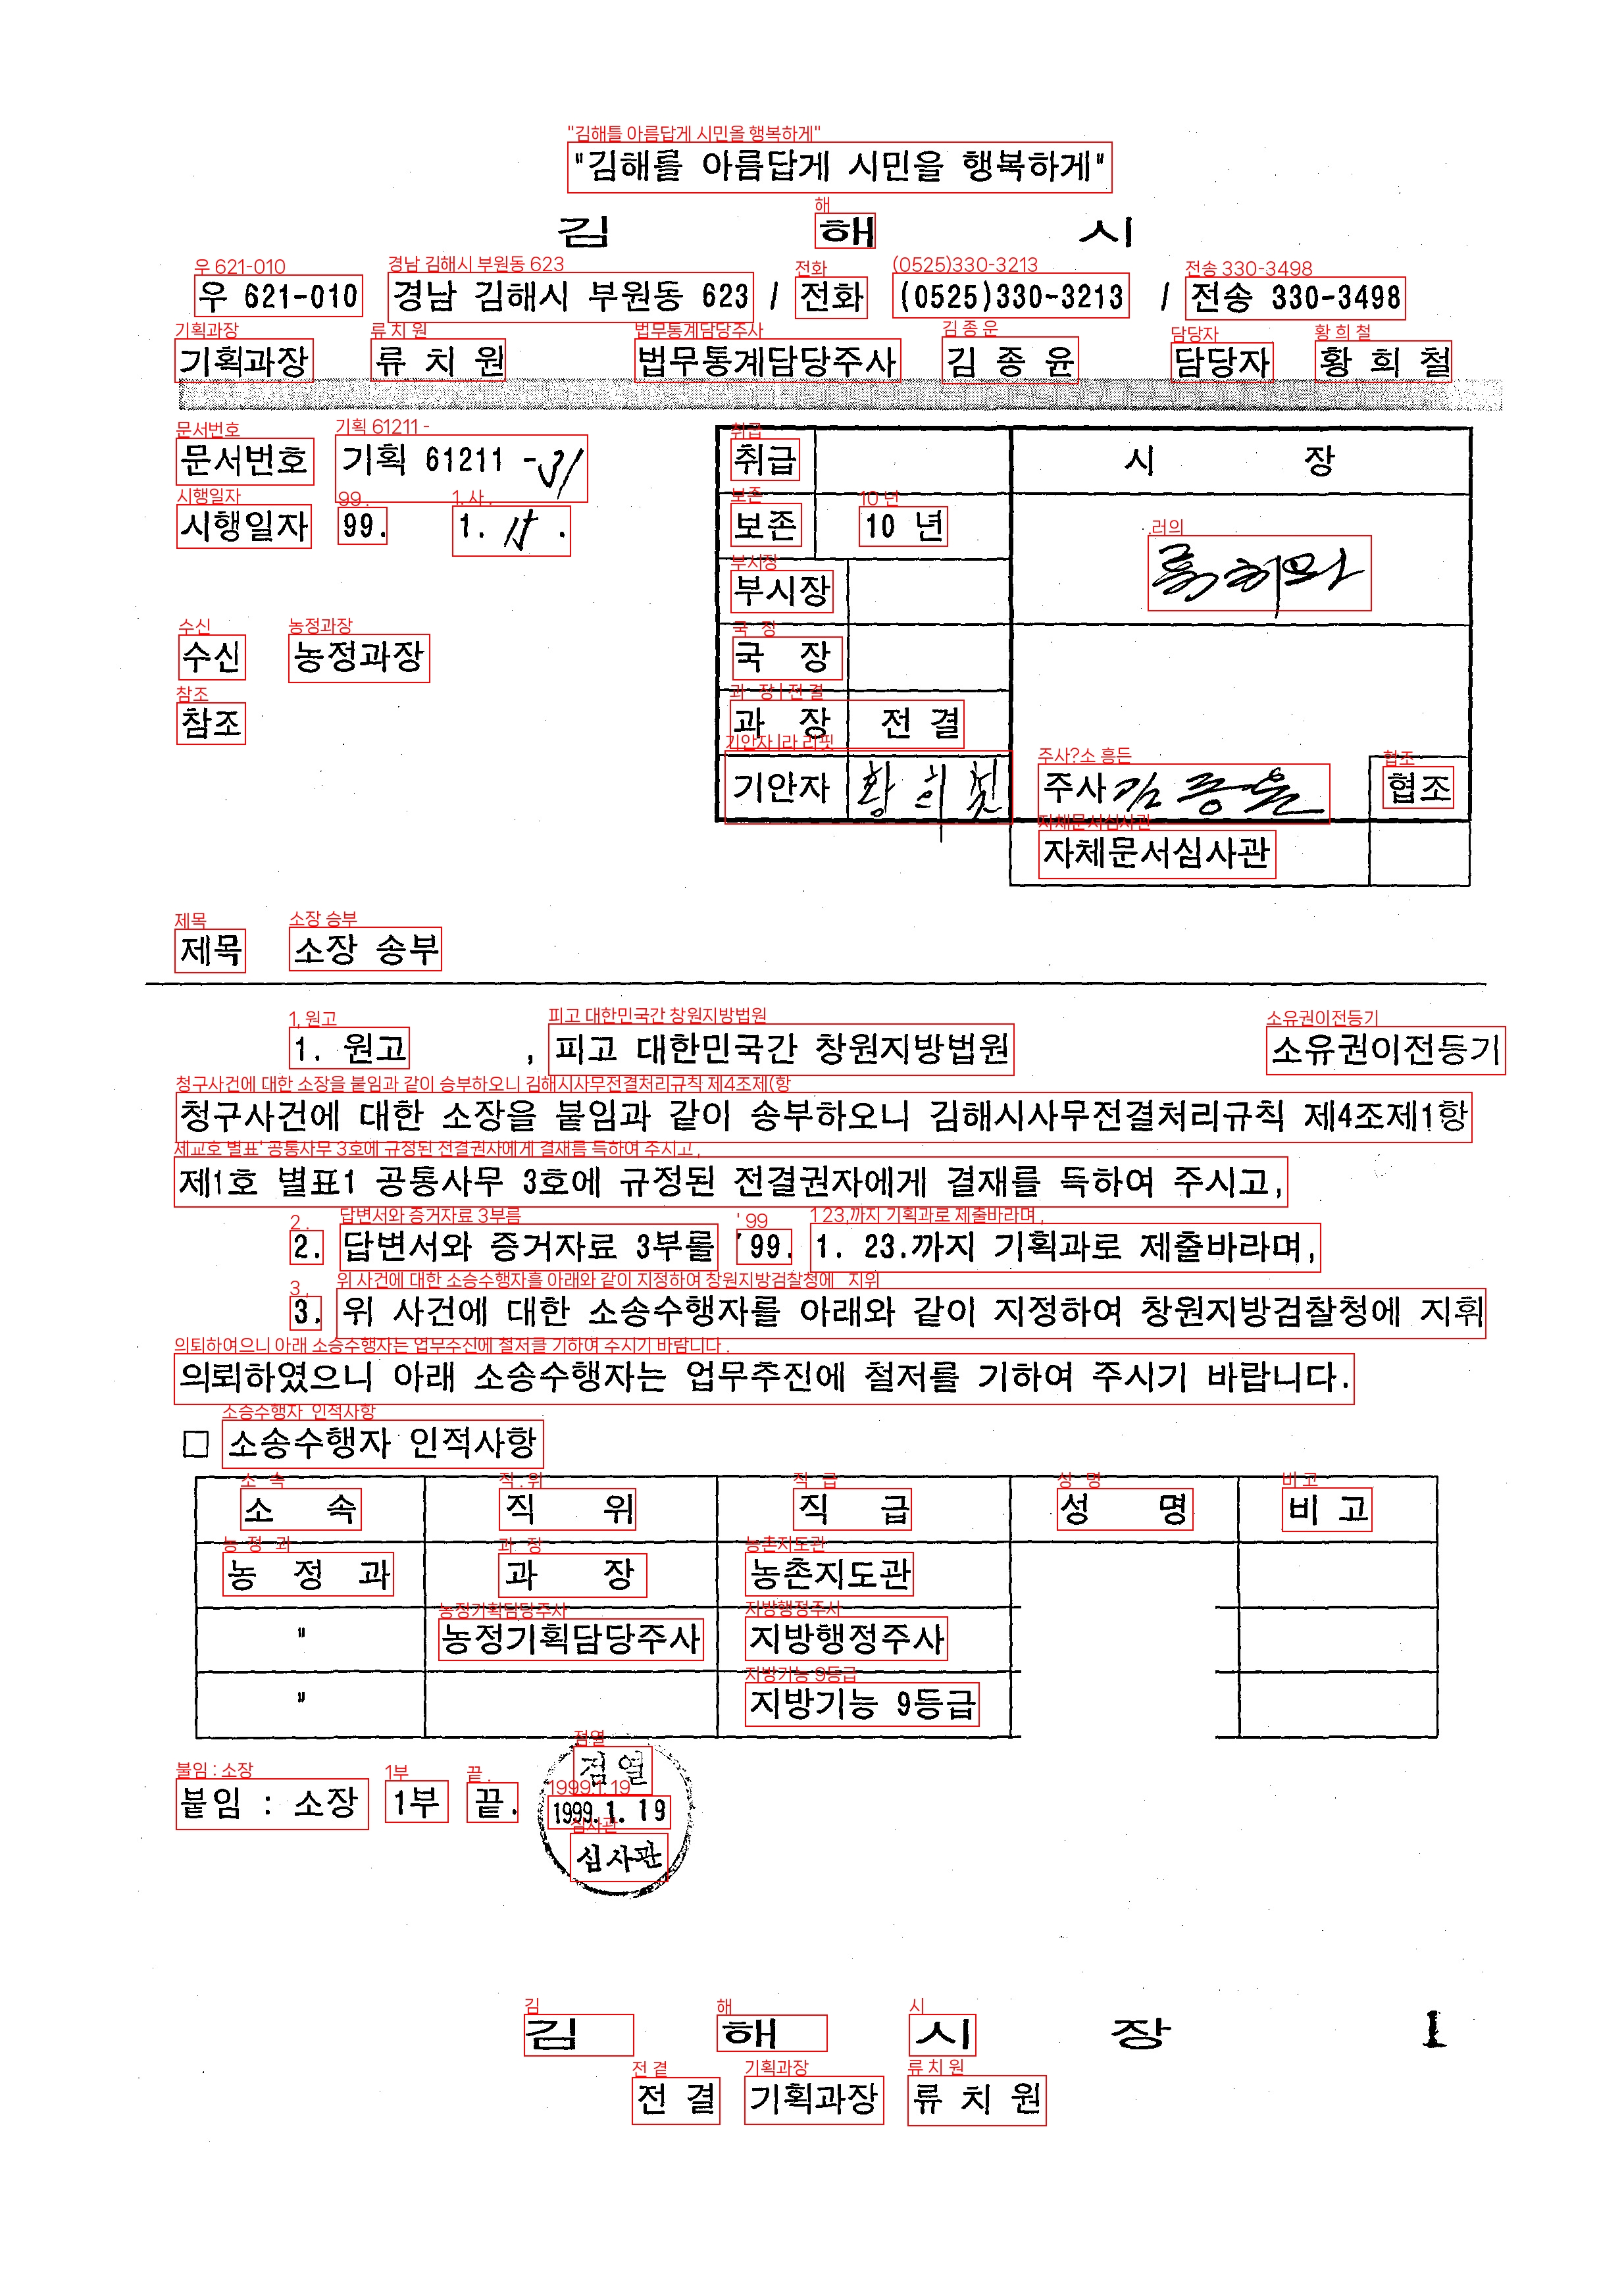 "김해를 아름답게 시민을 행복하게"
김 해 시
우 621-010 경남 김해시 부원동 623 / 전화 (0525)330-3213 / 전송 330-3498
기획과장 류 치 원 법무통계담당주사 김 종 윤 담당자 황 희 철
문서번호 기획 61211 -31
시행일자 99. 1. .
수신 농정과장
참조
취급 시 장
보존 10 년
부시장
국 장
과 장 전 결
기안자 황 희 철 주사 김 종 윤 협조
자체문서심사관
제목 소장 송부
1. 원고 , 피고 대한민국간 창원지방법원 소유권이전등기
청구사건에 대한 소장을 붙임과 같이 송부하오니 김해시사무전결처리규칙 제4조제1항
제1호 별표1 공통사무 3호에 규정된 전결권자에게 결재를 득하여 주시고,
2. 답변서와 증거자료 3부를 '99. 1. 23.까지 기획과로 제출바라며,
3. 위 사건에 대한 소송수행자를 아래와 같이 지정하여 창원지방검찰청에 지휘
의뢰하였으니 아래 소송수행자는 업무추진에 철저를 기하여 주시기 바랍니다.
□ 소송수행자 인적사항
소 속 직 위 직 급 성 명 비 고
농 정 과 과 장 농촌지도관
" 농정기획담당주사 지방행정주사
" 지방기능 9등급
붙임 : 소장 1부 끝.
검열
1999. 1. 19
심사관
김 해 시 장 1
전 결 기획과장 류 치 원